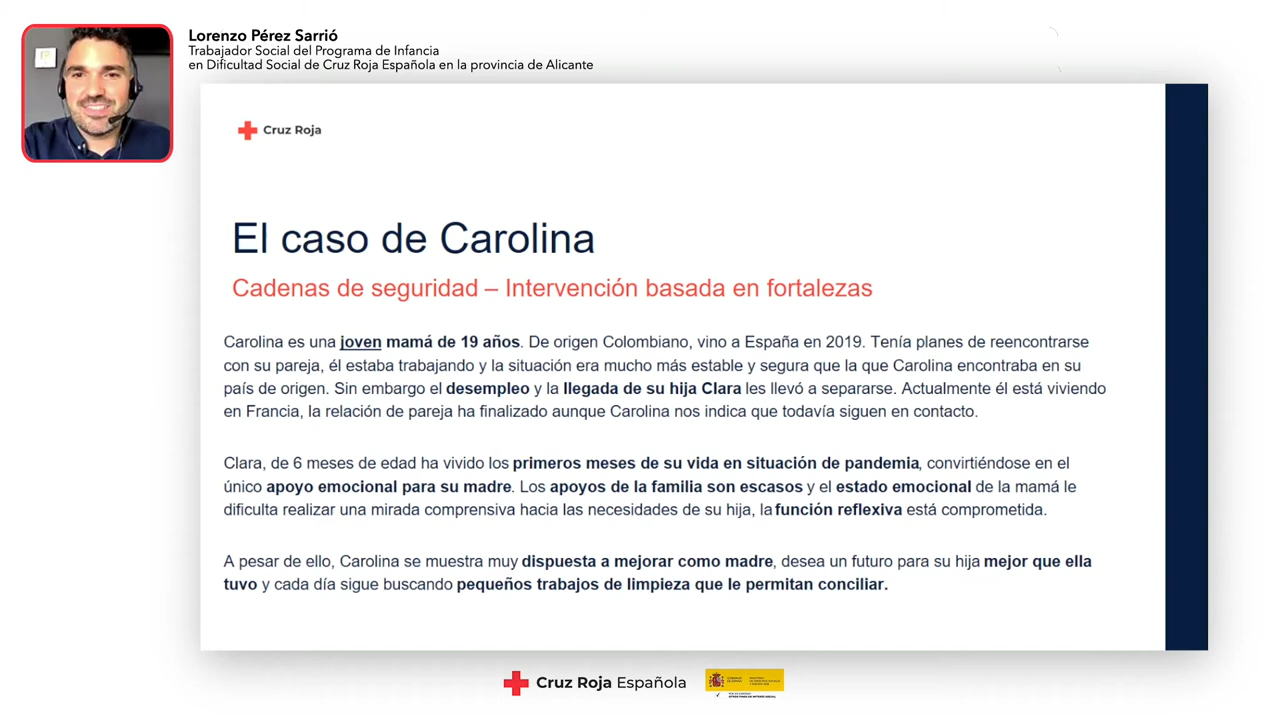 Lorenzo Pérez Sarrió
Trabajador Social del Programa de Infancia
en Dificultad Social de Cruz Roja Española en la provincia de Alicante
Cruz Roja
El caso de Carolina
Cadenas de seguridad – Intervención basada en fortalezas
Carolina es una joven mamá de 19 años. De origen Colombiano, vino a España en 2019. Tenía planes de reencontrarse
con su pareja, él estaba trabajando y la situación era mucho más estable y segura que la que Carolina encontraba en su
país de origen. Sin embargo el desempleo y la llegada de su hija Clara les llevó a separarse. Actualmente él está viviendo
en Francia, la relación de pareja ha finalizado aunque Carolina nos indica que todavía siguen en contacto.
Clara, de 6 meses de edad ha vivido los primeros meses de su vida en situación de pandemia, convirtiéndose en el
único apoyo emocional para su madre. Los apoyos de la familia son escasos y el estado emocional de la mamá le
dificulta realizar una mirada comprensiva hacia las necesidades de su hija, la función reflexiva está comprometida.
A pesar de ello, Carolina se muestra muy dispuesta a mejorar como madre, desea un futuro para su hija mejor que ella
tuvo y cada día sigue buscando pequeños trabajos de limpieza que le permitan conciliar.
Cruz Roja Española